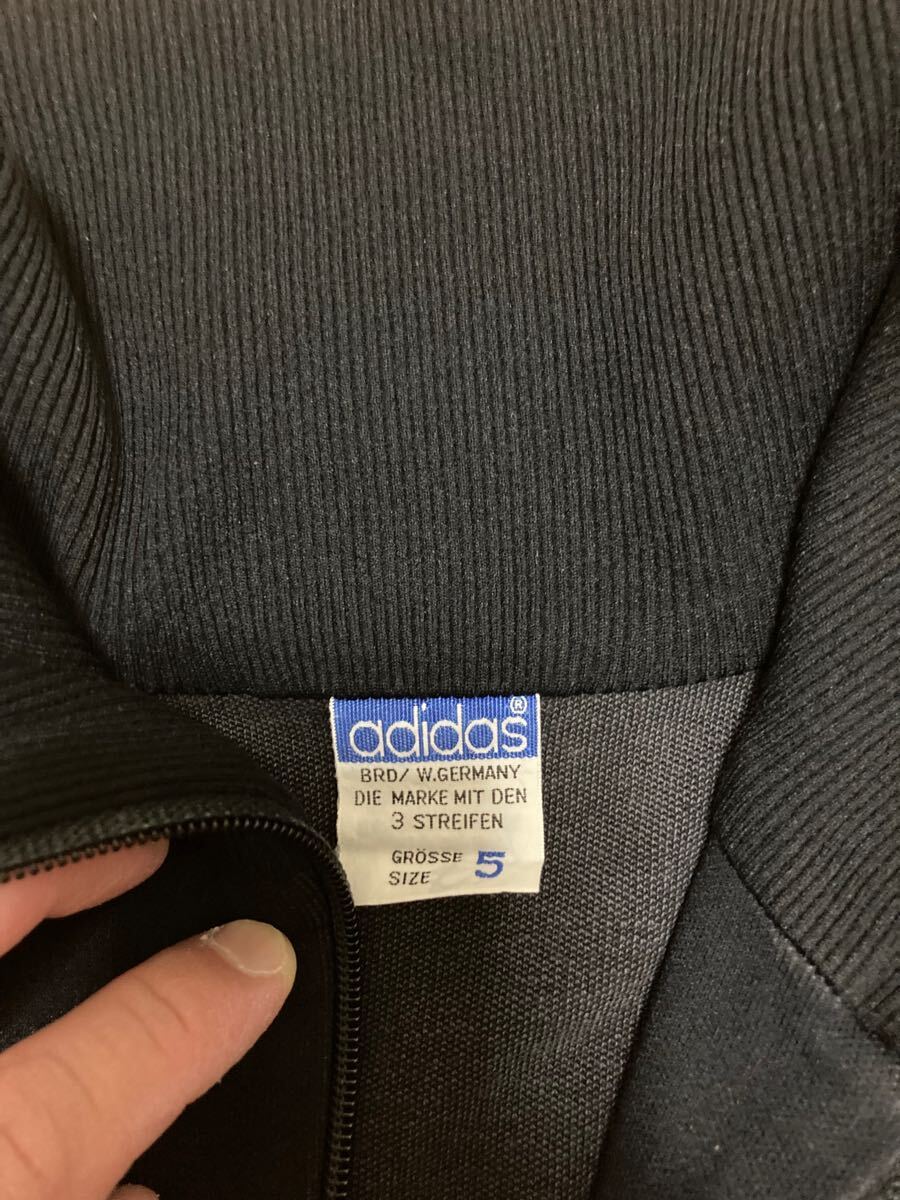 adidas®
BRD/ W.GERMANY
DIE MARKE MIT DEN
3 STREIFEN
GRÖSSE 5
SIZE